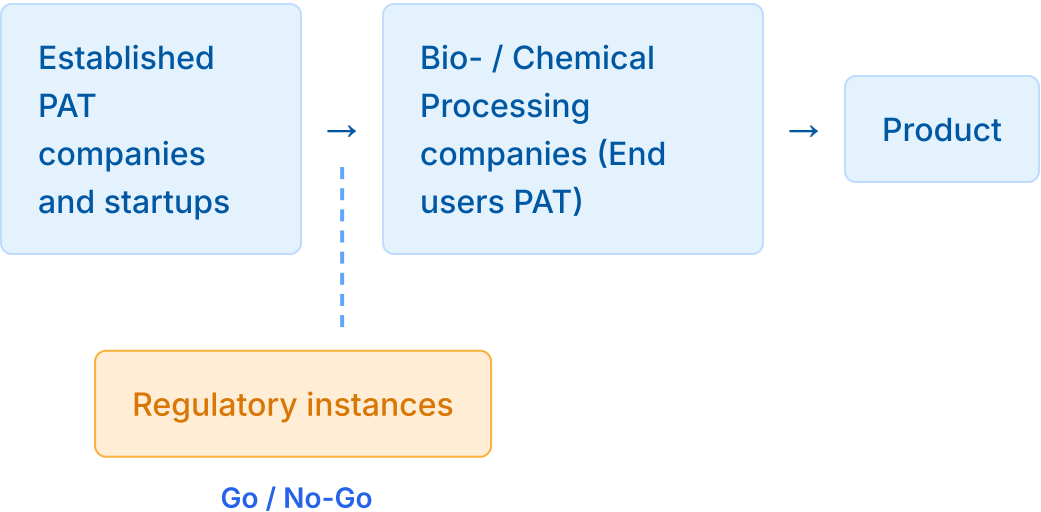 Established
PAT
companies
and startups
→
Bio- / Chemical
Processing
companies (End
users PAT)
→
Product
Regulatory instances
Go / No-Go